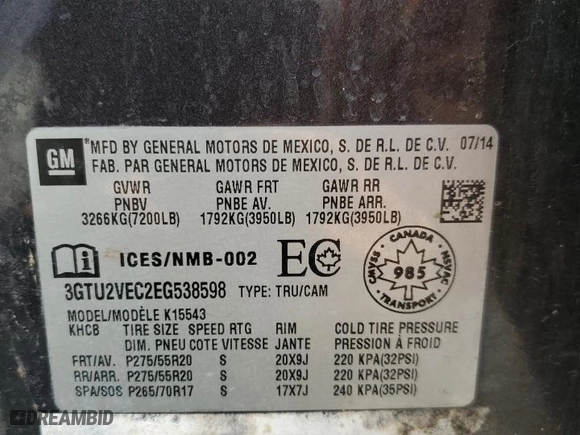 GM
®MFD BY GENERAL MOTORS DE MEXICO, S. DE R.L. DE C.V. 07/14
FAB. PAR GENERAL MOTORS DE MEXICO, S. DE R.L. DE C.V.
GVWR GAWR FRT GAWR RR
PNBV PNBE AV. PNBE ARR.
3266KG(7200LB) 1792KG(3950LB) 1792KG(3950LB)
i ICES/NMB-002 EC
CANADA
CMVSS 985 NSVAC
TRANSPORT
3GTU2VEC2EG538598 TYPE: TRU/CAM
MODEL/MODÈLE K15543
KHCB TIRE SIZE SPEED RTG RIM COLD TIRE PRESSURE
DIM. PNEU COTE VITESSE JANTE PRESSION À FROID
FRT/AV. P275/55R20 S 20X9J 220 KPA(32PSI)
RR/ARR. P275/55R20 S 20X9J 220 KPA(32PSI)
SPA/SOS P265/70R17 S 17X7J 240 KPA(35PSI)
DREAMBID